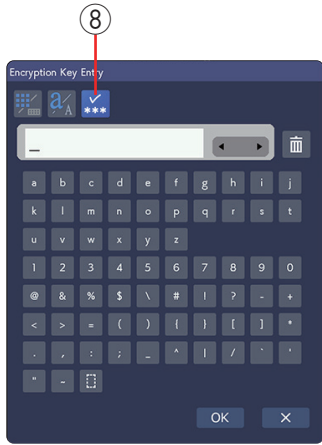 8
Encryption Key Entry
a/A
***
_
a b c d e f g h i j
k l m n o p q r s t
u v w x y z
1 2 3 4 5 6 7 8 9 0
@ & % $ \ # ! ? - +
< > = ( ) { } [ ] *
. , : ; _ ^ | / ` '
" ~
OK ×